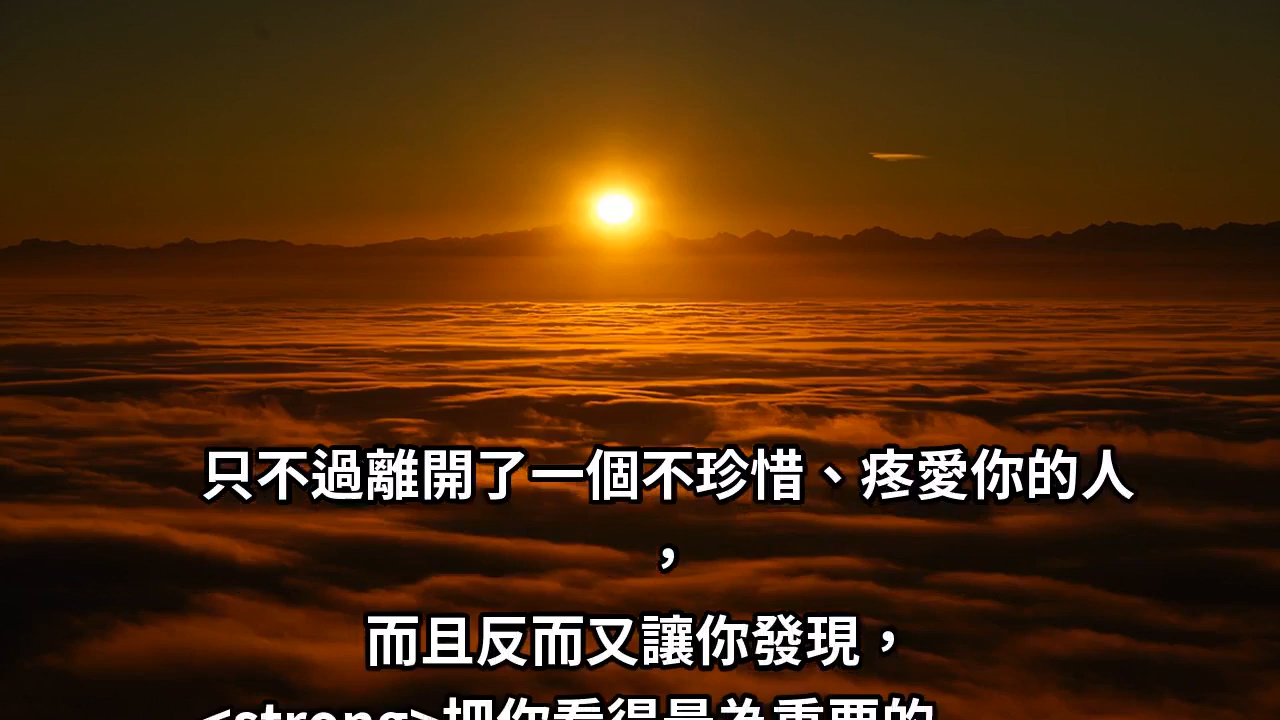 只不過離開了一個不珍惜、疼愛你的人
，
而且反而又讓你發現，
<strong>把你看得最為重要的